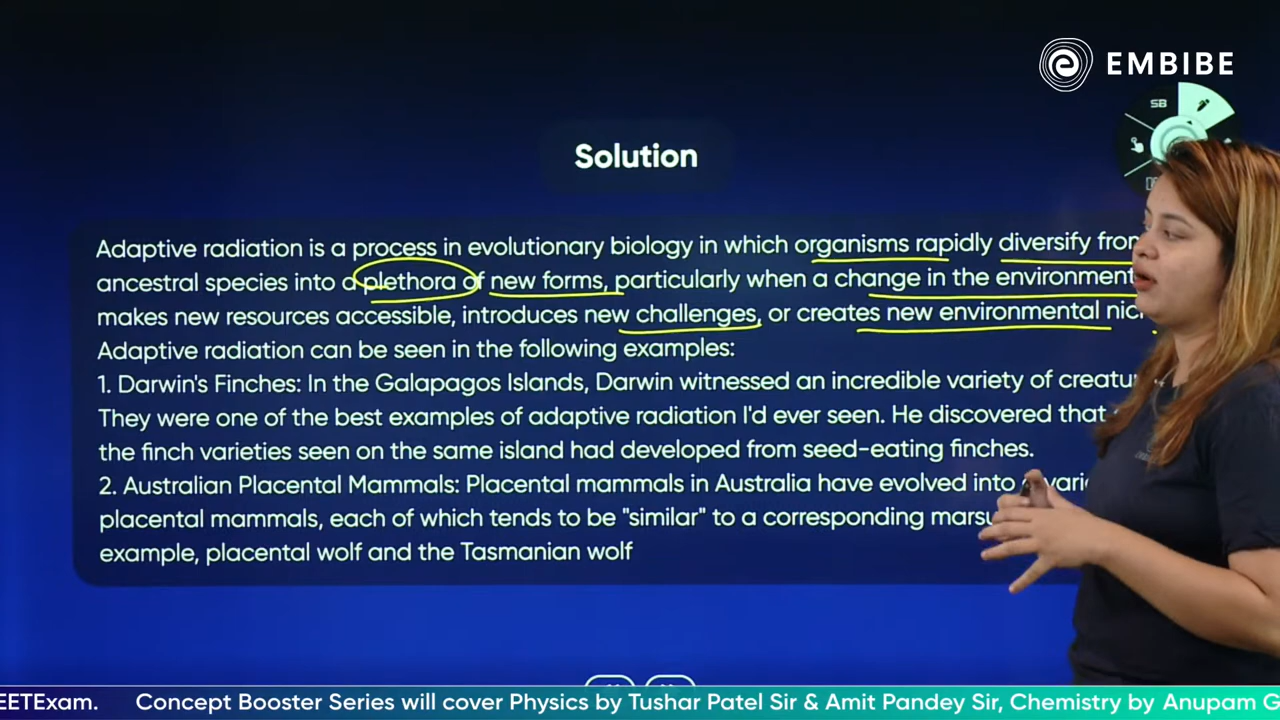 EMBIBE
SB
Solution
Adaptive radiation is a process in evolutionary biology in which organisms rapidly diversify from
ancestral species into a plethora of new forms, particularly when a change in the environment
makes new resources accessible, introduces new challenges, or creates new environmental
Adaptive radiation can be seen in the following examples:
1. Darwin's Finches: In the Galapagos Islands, Darwin witnessed an incredible variety of
They were one of the best examples of adaptive radiation I'd ever seen. He discovered that
the finch varieties seen on the same island had developed from seed-eating finches.
2. Australian Placental Mammals: Placental mammals in Australia have evolved into
placental mammals, each of which tends to be "similar" to a corresponding
example, placental wolf and the Tasmanian wolf
EETExam. Concept Booster Series will cover Physics by Tushar Patel Sir & Amit Pandey Sir, Chemistry by Anupam G